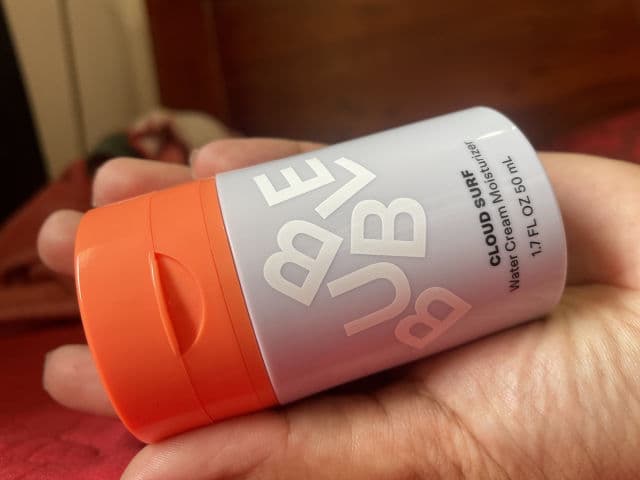 BUBBLE
CLOUD SURF
Water Cream Moisturizer
1.7 FL OZ 50 mL